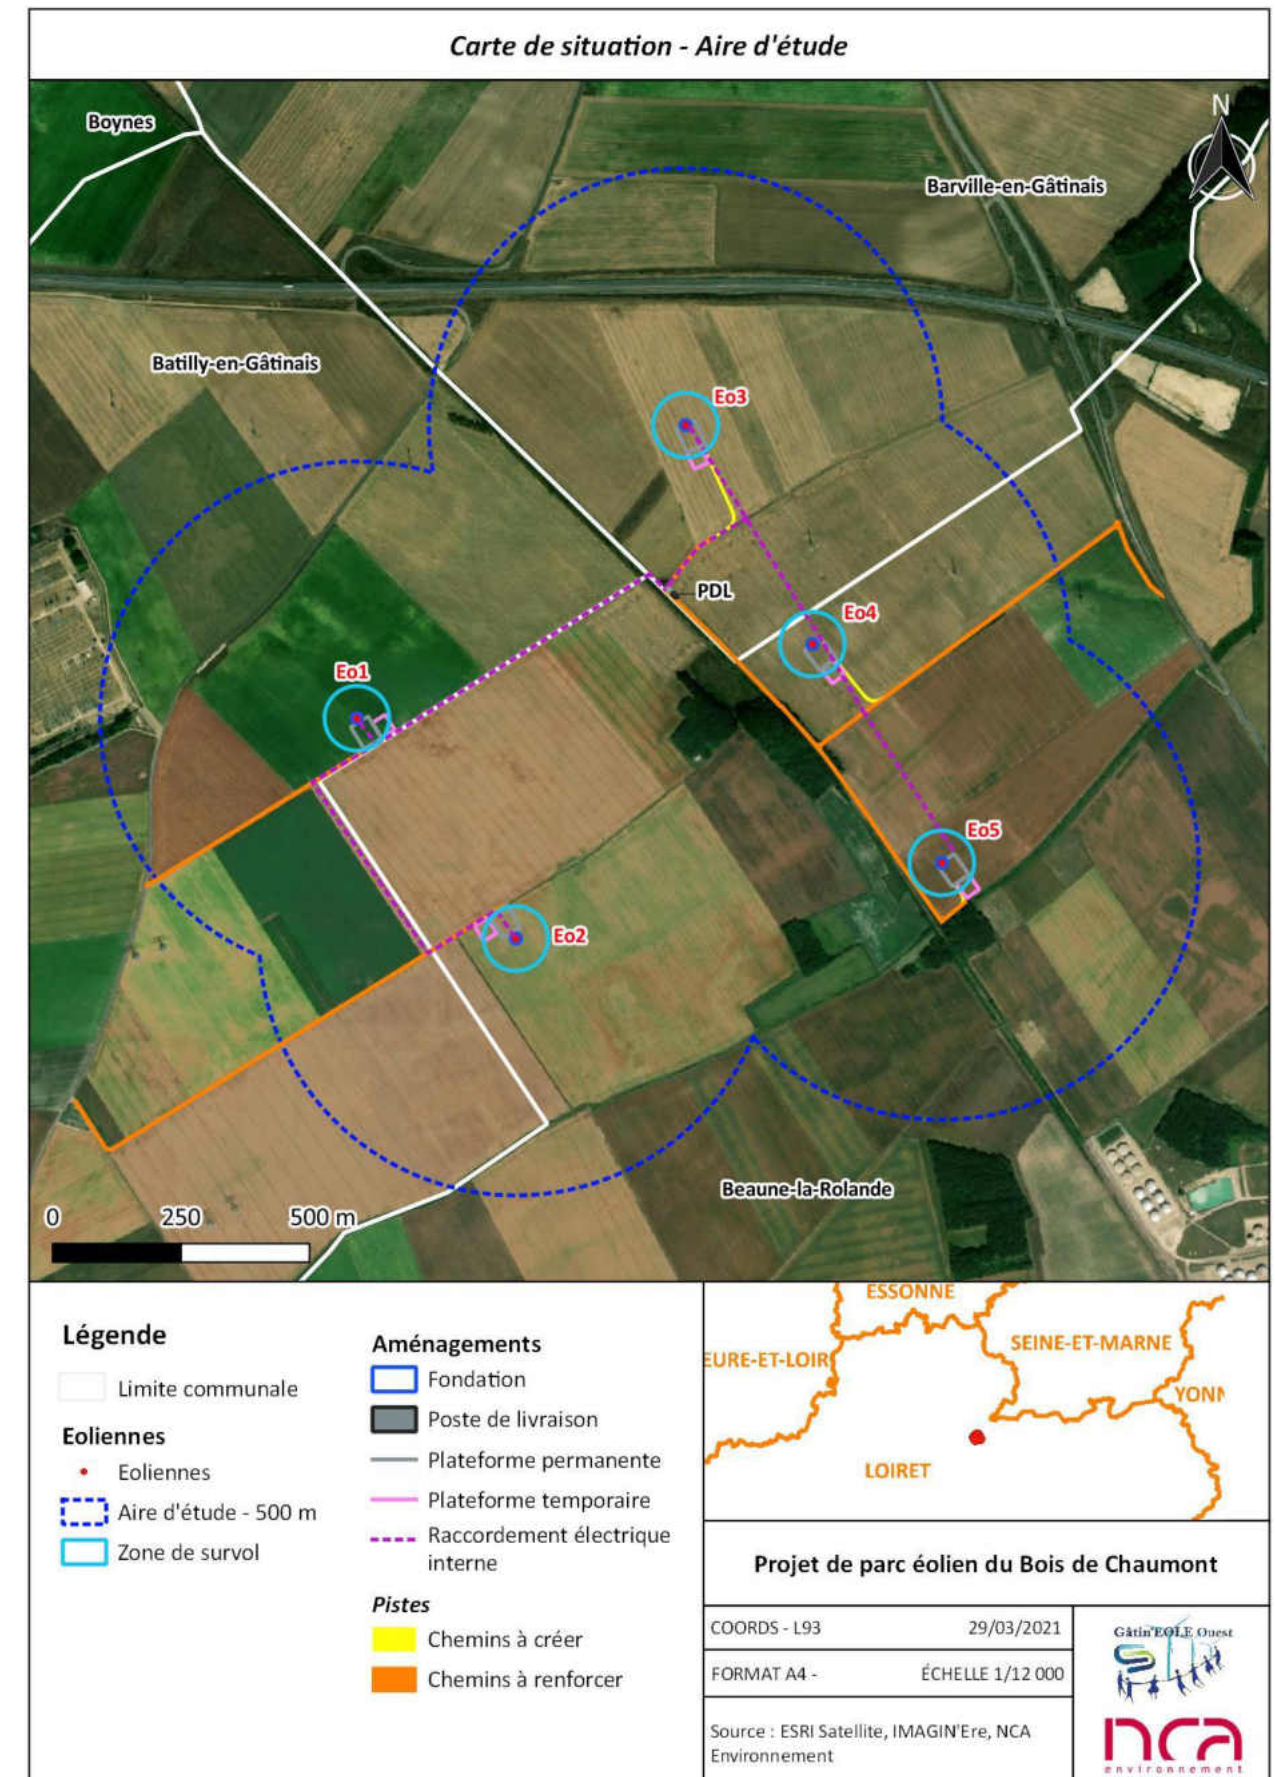 Carte de situation - Aire d'étude
N
Boynes
Barville-en-Gâtinais
Batilly-en-Gâtinais
Eo3
PDL
Eo4
Eo1
Eo5
Eo2
Beaune-la-Rolande
0 250 500 m
Légende
Limite communale
Eoliennes
Eoliennes
Aire d'étude - 500 m
Zone de survol
Aménagements
Fondation
Poste de livraison
Plateforme permanente
Plateforme temporaire
Raccordement électrique
interne
Pistes
Chemins à créer
Chemins à renforcer
ESSONNE
EURE-ET-LOIR
SEINE-ET-MARNE
YONN
LOIRET
Projet de parc éolien du Bois de Chaumont
COORDS - L93 29/03/2021
FORMAT A4 - ÉCHELLE 1/12 000
Source : ESRI Satellite, IMAGIN'Ere, NCA
Environnement
Gâtin'EOLE Ouest
nca
environnement